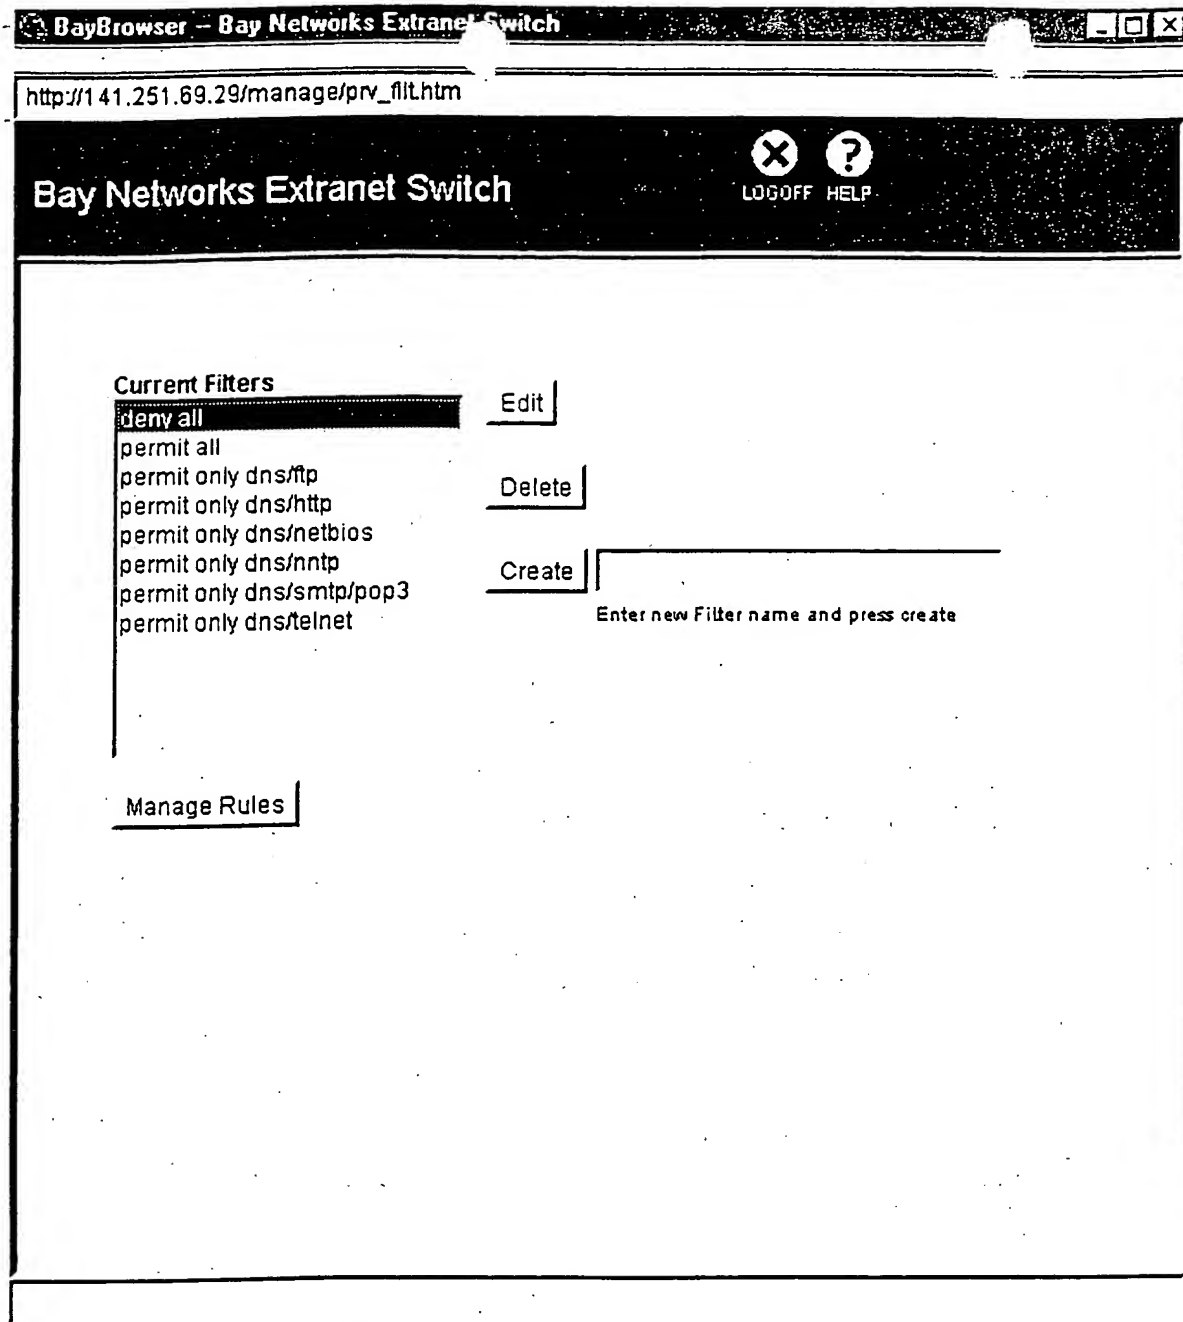 BayBrowser – Bay Networks Extranet Switch
http://141.251.69.29/manage/prv_filt.htm
Bay Networks Extranet Switch
LOGOFF HELP
Current Filters
deny all
permit all
permit only dns/ftp
permit only dns/http
permit only dns/netbios
permit only dns/nntp
permit only dns/smtp/pop3
permit only dns/telnet
Edit
Delete
Create
Enter new Filter name and press create
Manage Rules